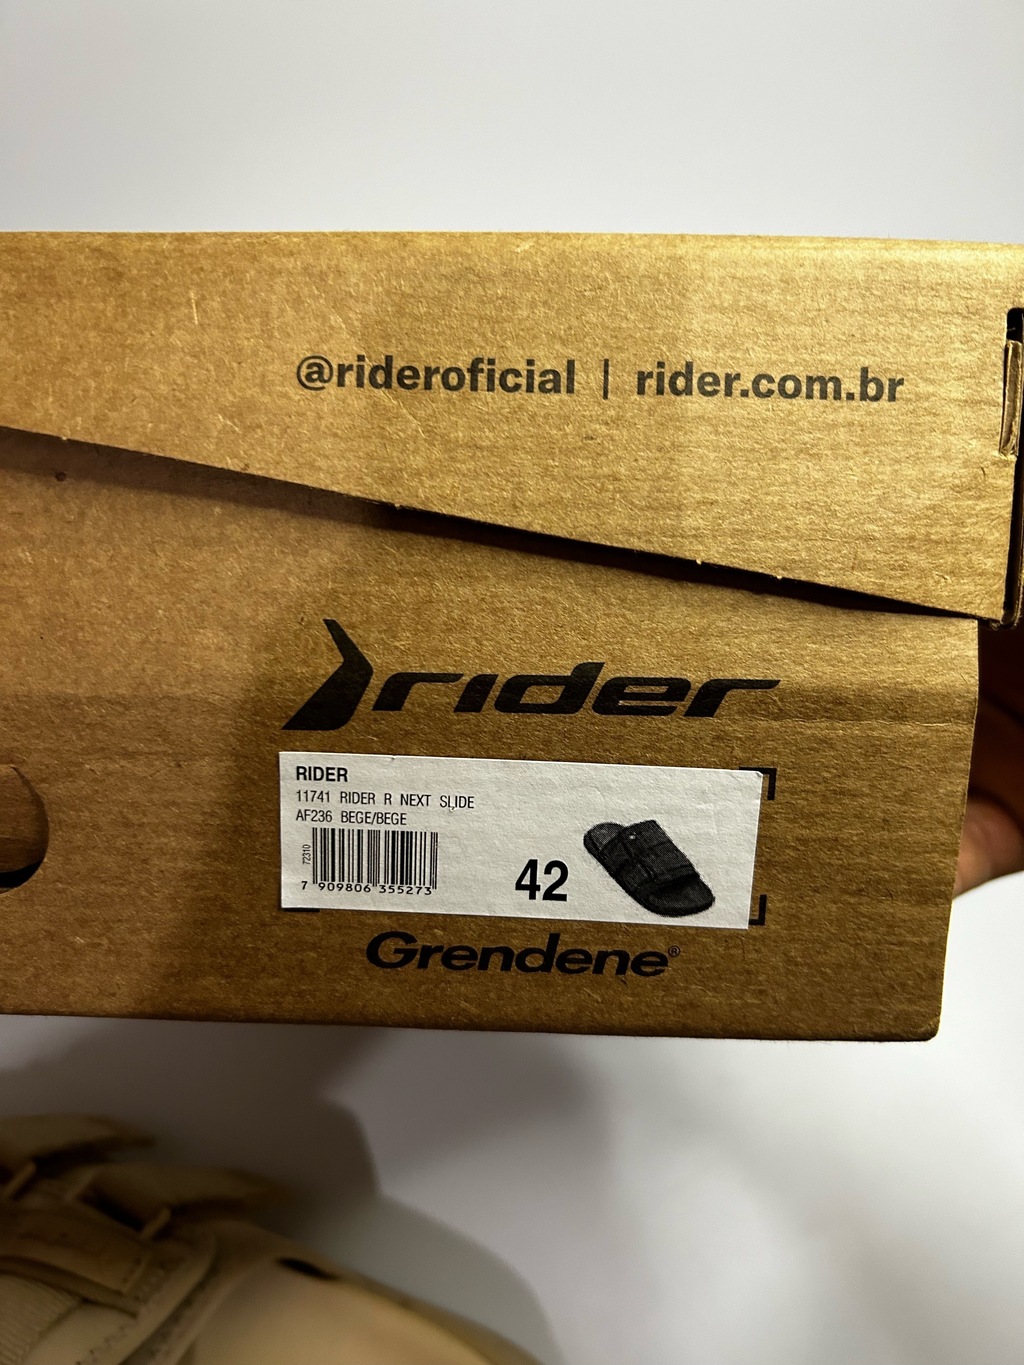 @rideroficial | rider.com.br
rider
RIDER
11741 RIDER R NEXT SLIDE
AF236 BEGE/BEGE
72310
7 909806 355273
42
Grendene®